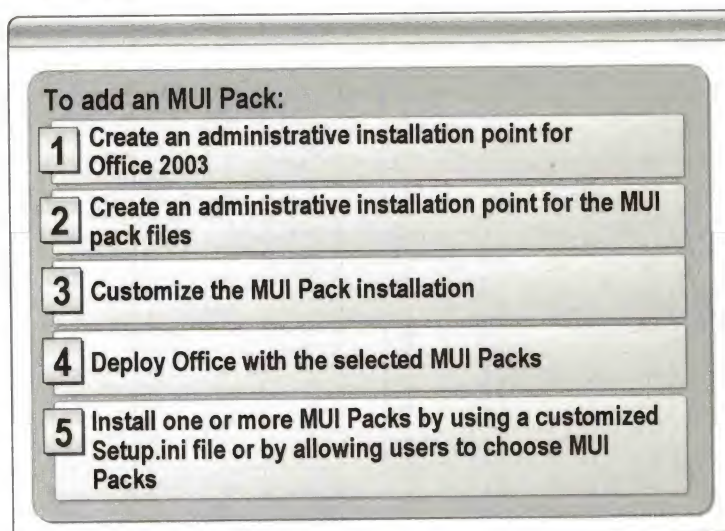 To add an MUI Pack:
1 Create an administrative installation point for
Office 2003
2 Create an administrative installation point for the MUI
pack files
3 Customize the MUI Pack installation
4 Deploy Office with the selected MUI Packs
5 Install one or more MUI Packs by using a customized
Setup.ini file or by allowing users to choose MUI
Packs